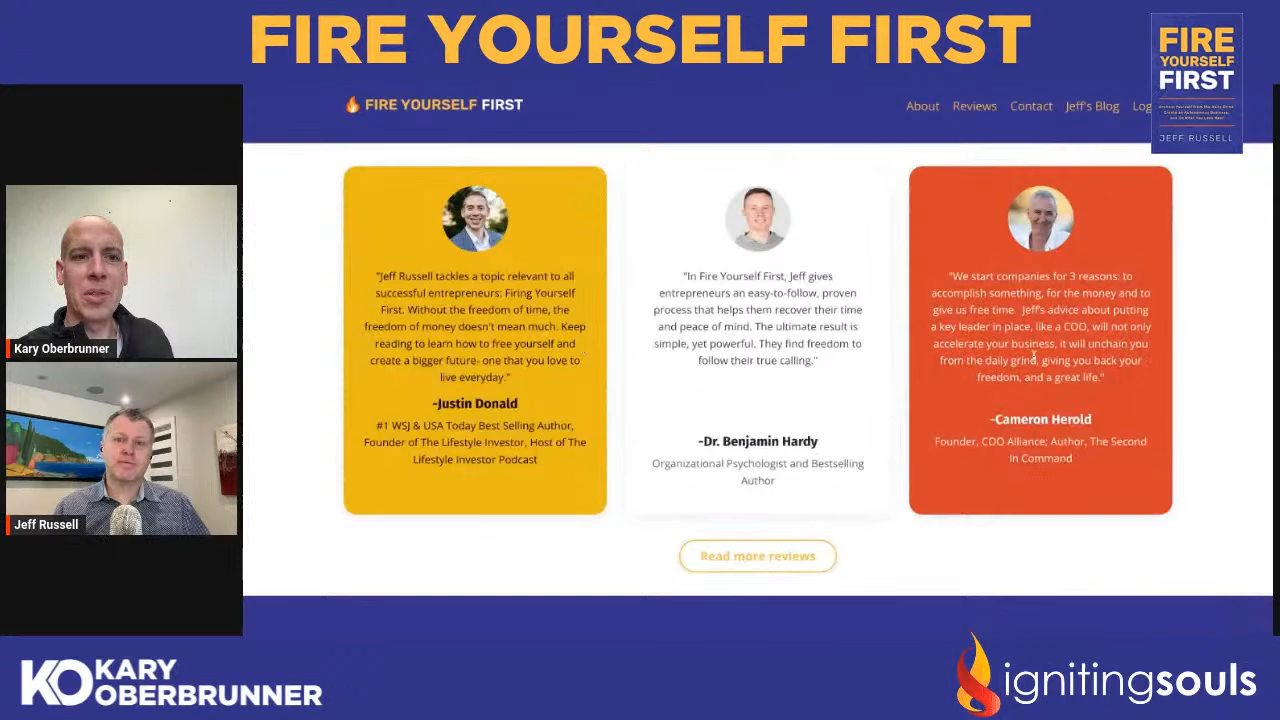 FIRE YOURSELF FIRST
FIRE
YOURSELF
FIRST
JEFF RUSSELL
FIRE YOURSELF FIRST
About Reviews Contact Jeff's Blog Log
"Jeff Russell tackles a topic relevant to all
successful entrepreneurs: Firing Yourself
First. Without the freedom of time, the
freedom of money doesn't mean much. Keep
reading to learn how to free yourself and
create a bigger future- one that you love to
live everyday."
-Justin Donald
#1 WSJ & USA Today Best Selling Author,
Founder of The Lifestyle Investor, Host of The
Lifestyle Investor Podcast
"In Fire Yourself First, Jeff gives
entrepreneurs an easy-to-follow, proven
process that helps them recover their time
and peace of mind. The ultimate result is
simple, yet powerful. They find freedom to
follow their true calling."
-Dr. Benjamin Hardy
Organizational Psychologist and Bestselling
Author
"We start companies for 3 reasons: to
accomplish something, for the money and to
give us free time. Jeff's advice about putting
a key leader in place, like a COO, will not only
accelerate your business, it will unchain you
from the daily grind, giving you back your
freedom, and a great life."
-Cameron Herold
Founder, COO Alliance; Author, The Second
In Command
Read more reviews
Kary Oberbrunner
Jeff Russell
KO KARY
OBERBRUNNER
ignitingsouls